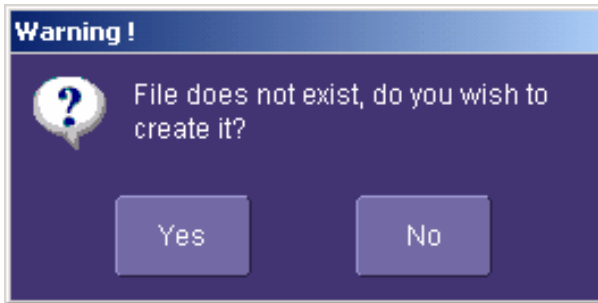 Warning !
File does not exist, do you wish to
create it?
Yes
No